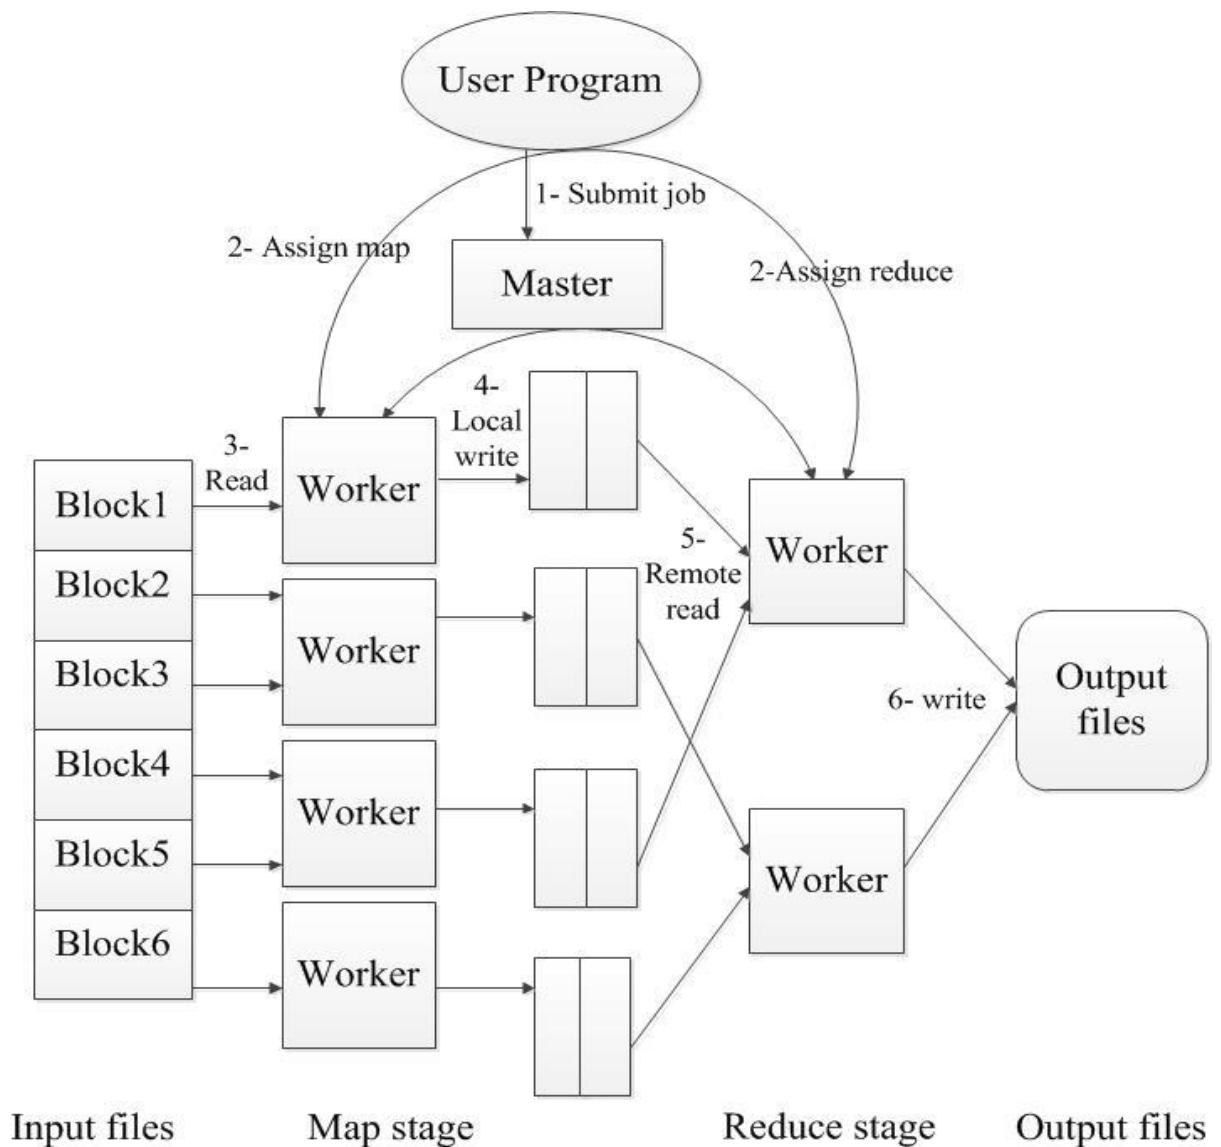 User Program
1- Submit job
2- Assign map
2-Assign reduce
Master
4-
Local
write
3-
Read
Worker
Block1
5-
Remote
read
Worker
Block2
Worker
Block3
6- write
Output
files
Block4
Worker
Block5
Worker
Block6
Worker
Input files
Map stage
Reduce stage
Output files